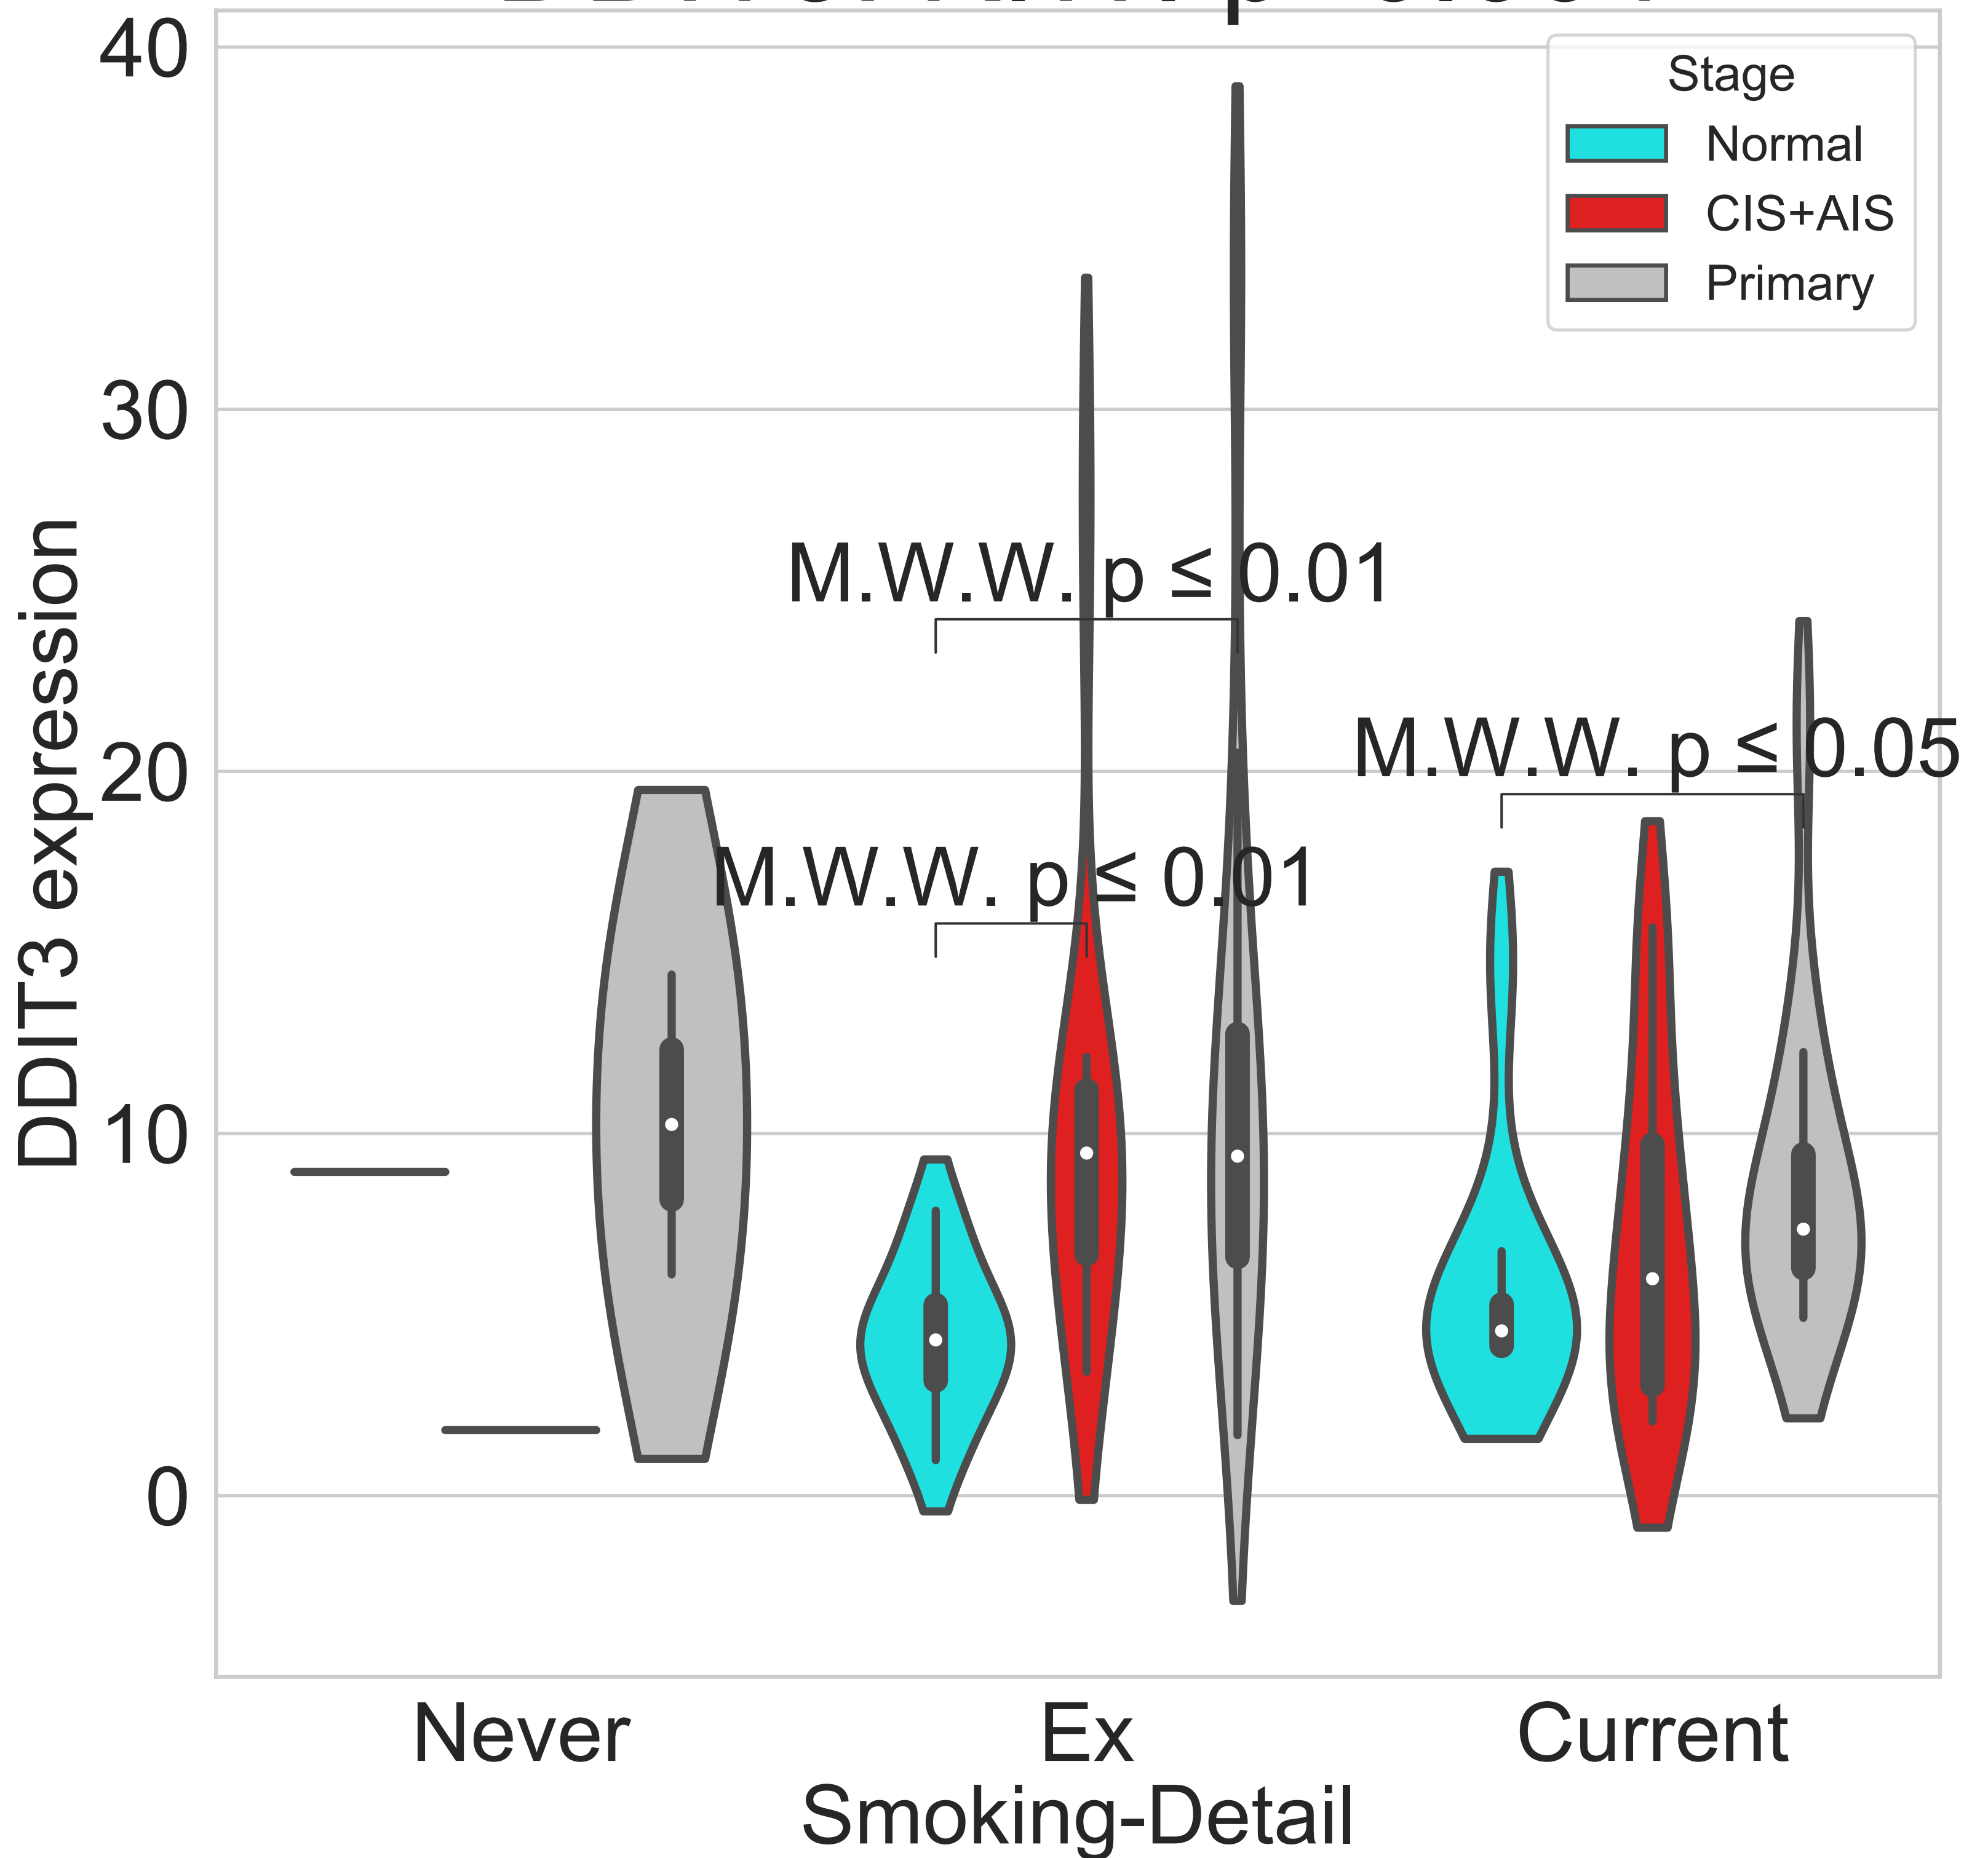 40
Stage
Normal
CIS+AIS
Primary
30
M.W.W. p ≤ 0.01
20
M.W.W. p ≤ 0.05
M.W.W. p ≤ 0.01
DDIT3 expression
10
0
Never
Ex
Current
Smoking-Detail